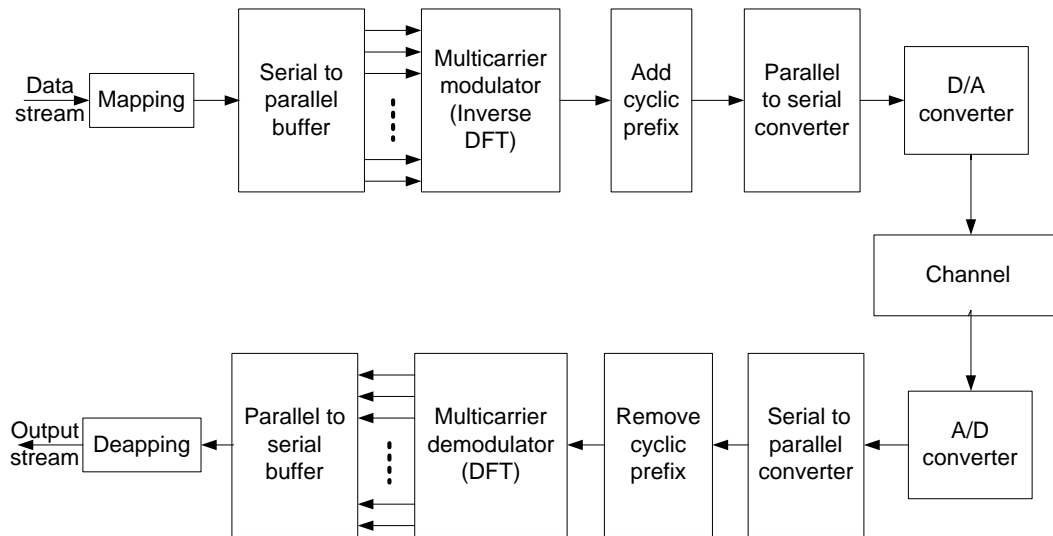 Data
stream
Mapping
Serial to
parallel
buffer
Multicarrier
modulator
(Inverse
DFT)
Add
cyclic
prefix
Parallel
to serial
converter
D/A
converter
Channel
Output
stream
Deapping
Parallel to
serial
buffer
Multicarrier
demodulator
(DFT)
Remove
cyclic
prefix
Serial to
parallel
converter
A/D
converter